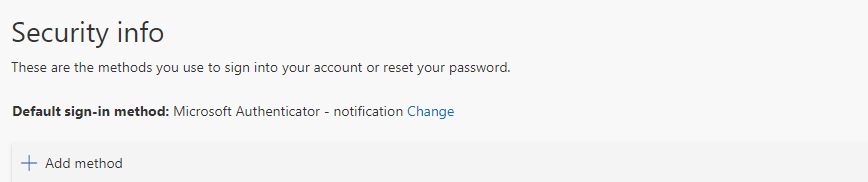 Security info
These are the methods you use to sign into your account or reset your password.
Default sign-in method: Microsoft Authenticator - notification Change
Add method